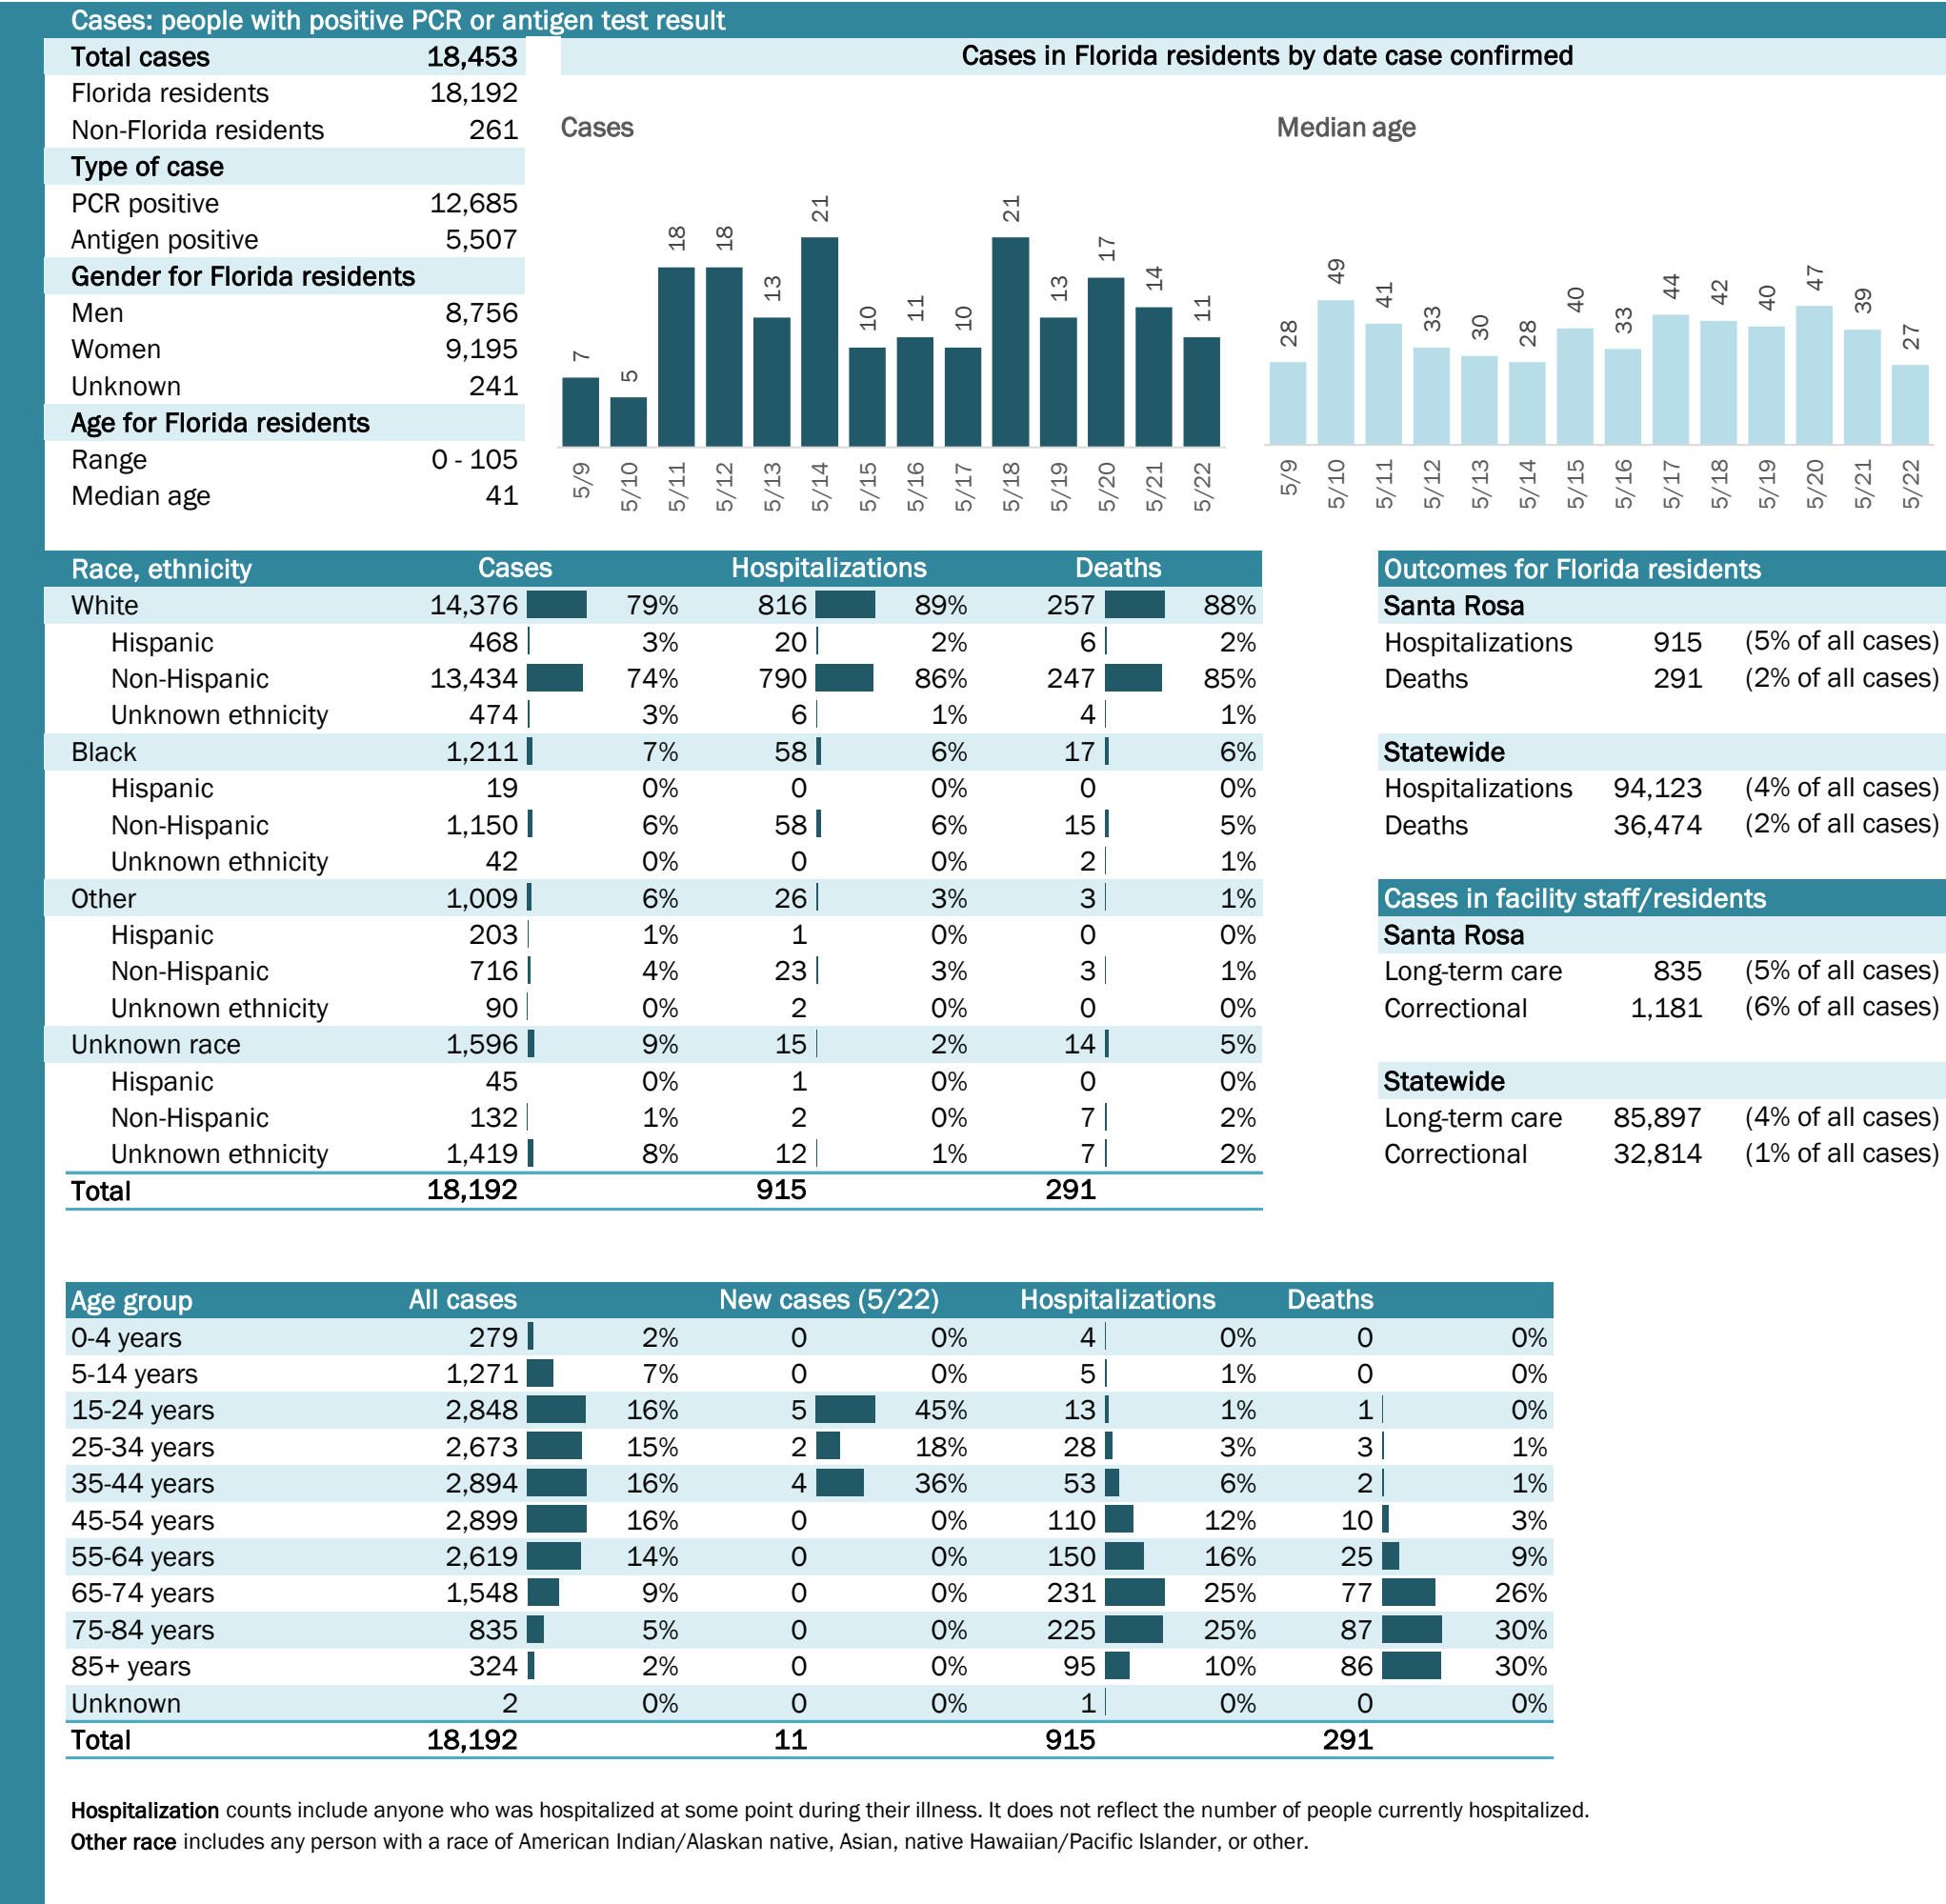 Cases: people with positive PCR or antigen test result
Total cases 18,453
Florida residents 18,192
Non-Florida residents 261
Type of case
PCR positive 12,685
Antigen positive 5,507
Gender for Florida residents
Men 8,756
Women 9,195
Unknown 241
Age for Florida residents
Range 0 - 105
Median age 41
Cases in Florida residents by date case confirmed
Cases
7 5 18 18 13 21 10 11 10 21 13 17 14 11
5/9 5/10 5/11 5/12 5/13 5/14 5/15 5/16 5/17 5/18 5/19 5/20 5/21 5/22
Median age
28 49 41 33 30 28 40 33 44 42 40 47 39 27
5/9 5/10 5/11 5/12 5/13 5/14 5/15 5/16 5/17 5/18 5/19 5/20 5/21 5/22
Race, ethnicity Cases Hospitalizations Deaths
White 14,376 79% 816 89% 257 88%
Hispanic 468 3% 20 2% 6 2%
Non-Hispanic 13,434 74% 790 86% 247 85%
Unknown ethnicity 474 3% 6 1% 4 1%
Black 1,211 7% 58 6% 17 6%
Hispanic 19 0% 0 0% 0 0%
Non-Hispanic 1,150 6% 58 6% 15 5%
Unknown ethnicity 42 0% 0 0% 2 1%
Other 1,009 6% 26 3% 3 1%
Hispanic 203 1% 1 0% 0 0%
Non-Hispanic 716 4% 23 3% 3 1%
Unknown ethnicity 90 0% 2 0% 0 0%
Unknown race 1,596 9% 15 2% 14 5%
Hispanic 45 0% 1 0% 0 0%
Non-Hispanic 132 1% 2 0% 7 2%
Unknown ethnicity 1,419 8% 12 1% 7 2%
Total 18,192 915 291
Outcomes for Florida residents
Santa Rosa
Hospitalizations 915 (5% of all cases)
Deaths 291 (2% of all cases)
Statewide
Hospitalizations 94,123 (4% of all cases)
Deaths 36,474 (2% of all cases)
Cases in facility staff/residents
Santa Rosa
Long-term care 835 (5% of all cases)
Correctional 1,181 (6% of all cases)
Statewide
Long-term care 85,897 (4% of all cases)
Correctional 32,814 (1% of all cases)
Age group All cases New cases (5/22) Hospitalizations Deaths
0-4 years 279 2% 0 0% 4 0% 0 0%
5-14 years 1,271 7% 0 0% 5 1% 0 0%
15-24 years 2,848 16% 5 45% 13 1% 1 0%
25-34 years 2,673 15% 2 18% 28 3% 3 1%
35-44 years 2,894 16% 4 36% 53 6% 2 1%
45-54 years 2,899 16% 0 0% 110 12% 10 3%
55-64 years 2,619 14% 0 0% 150 16% 25 9%
65-74 years 1,548 9% 0 0% 231 25% 77 26%
75-84 years 835 5% 0 0% 225 25% 87 30%
85+ years 324 2% 0 0% 95 10% 86 30%
Unknown 2 0% 0 0% 1 0% 0 0%
Total 18,192 11 915 291
Hospitalization counts include anyone who was hospitalized at some point during their illness. It does not reflect the number of people currently hospitalized.
Other race includes any person with a race of American Indian/Alaskan native, Asian, native Hawaiian/Pacific Islander, or other.